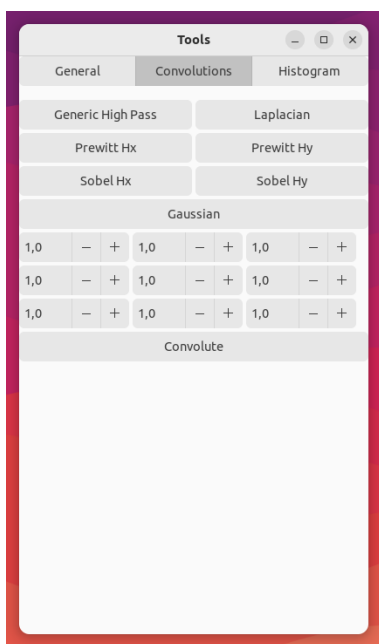 Tools
General Convolutions Histogram
Generic High Pass Laplacian
Prewitt Hx Prewitt Hy
Sobel Hx Sobel Hy
Gaussian
1,0 − + 1,0 − + 1,0 − +
1,0 − + 1,0 − + 1,0 − +
1,0 − + 1,0 − + 1,0 − +
Convolute